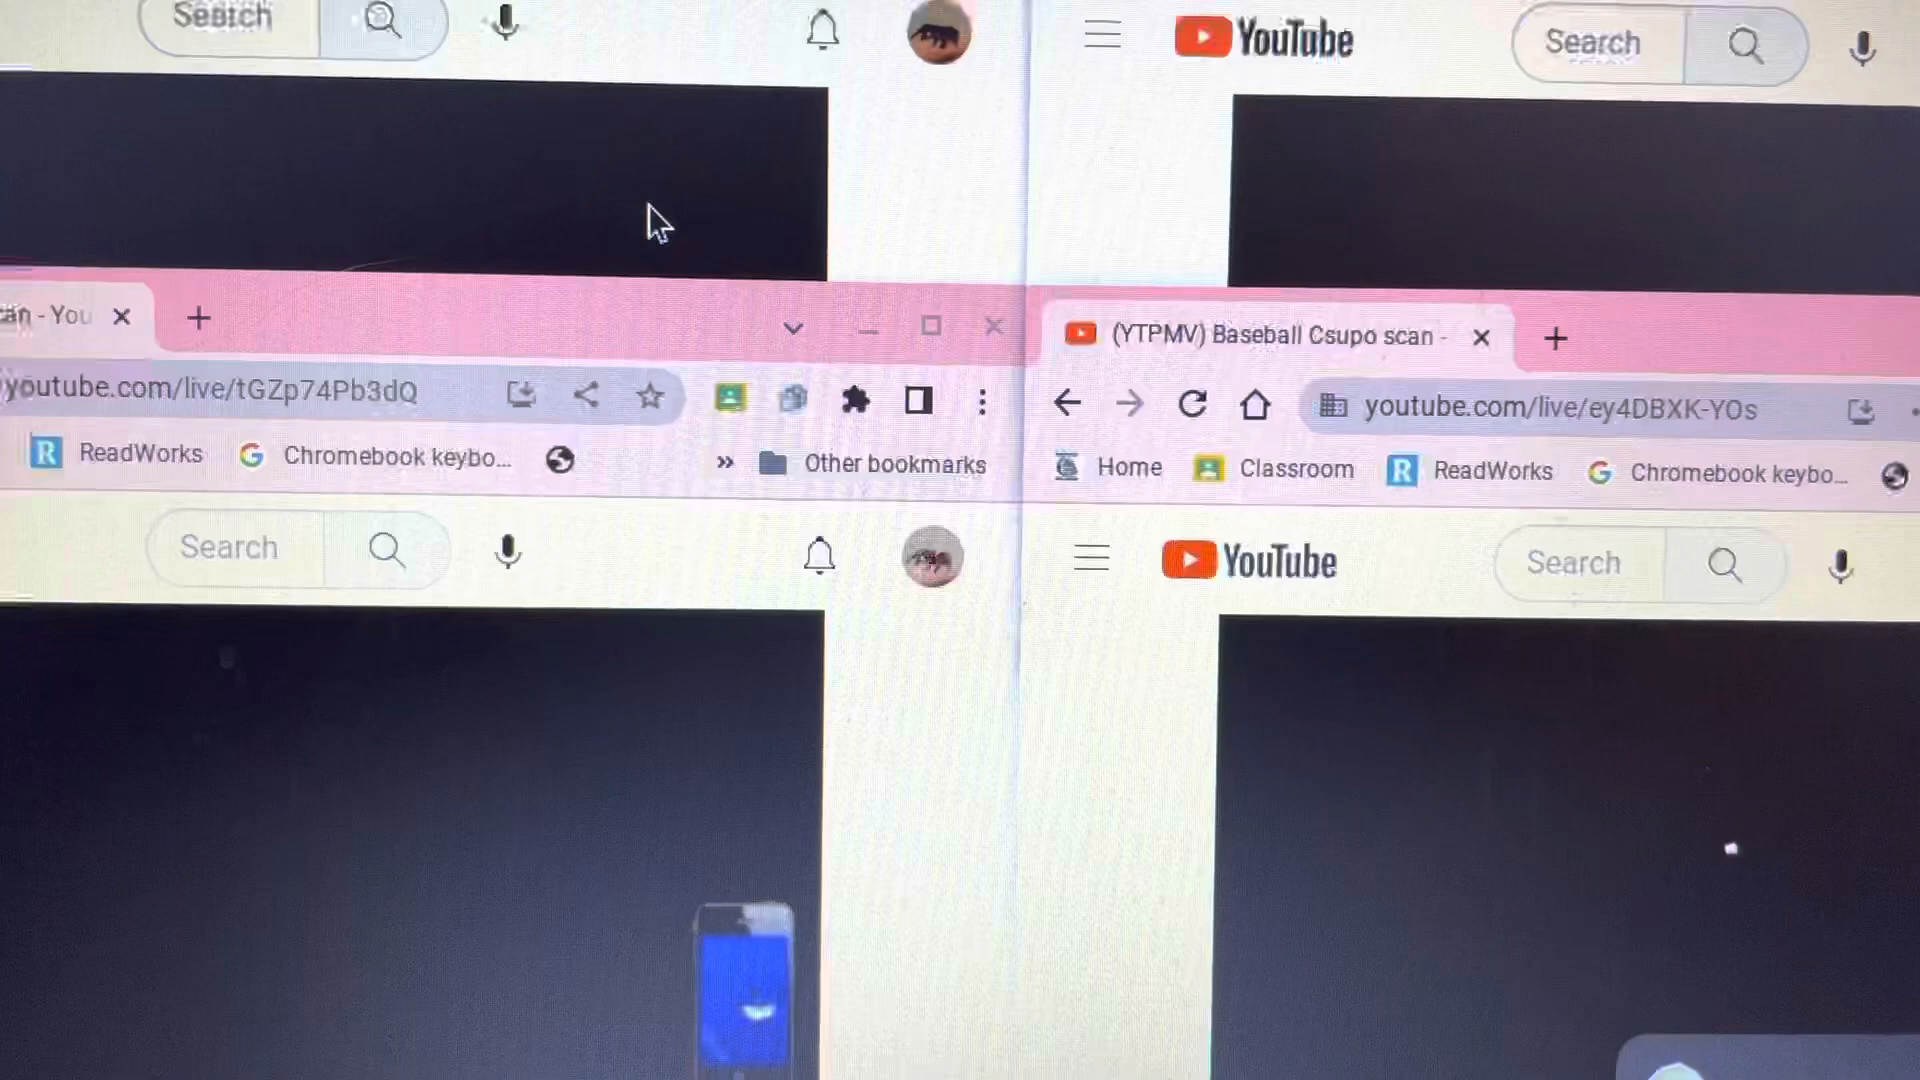 Search
YouTube
Search
an - You
youtube.com/live/tGZp74Pb3dQ
ReadWorks
Chromebook keybo...
Other bookmarks
Search
(YTPMV) Baseball Csupo scan -
youtube.com/live/ey4DBXK-YOs
Home
Classroom
ReadWorks
Chromebook keybo...
YouTube
Search